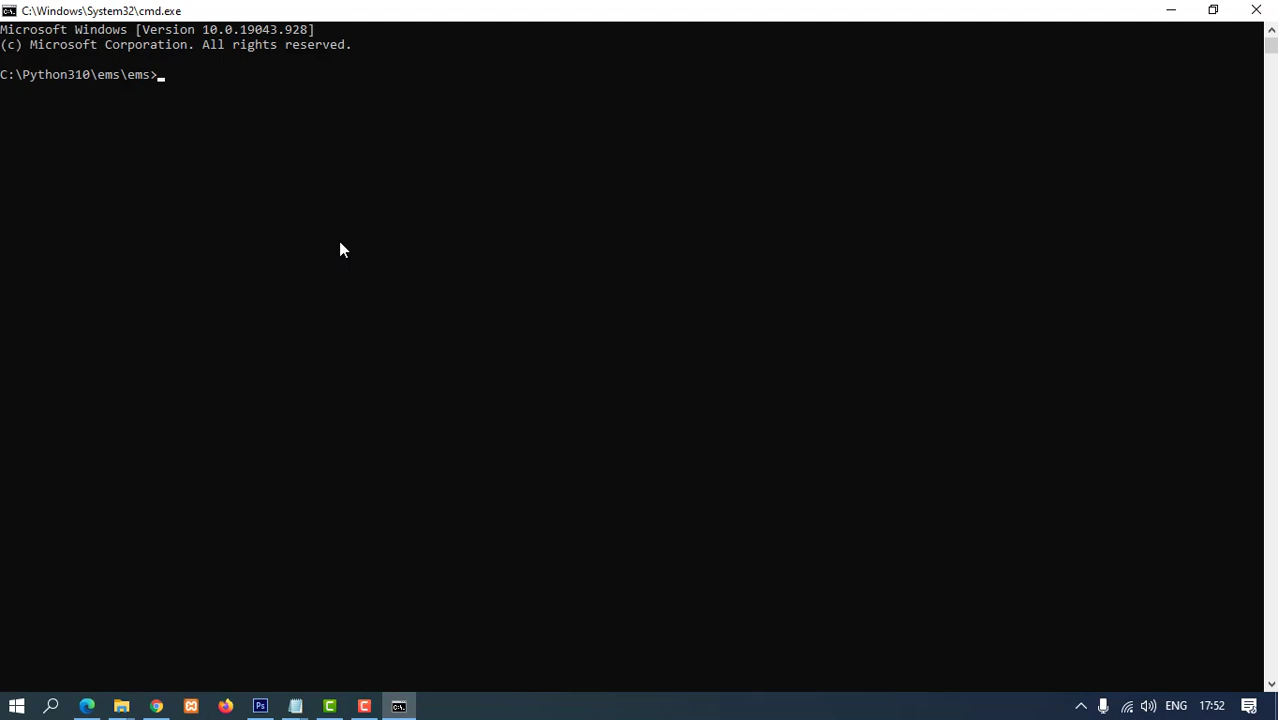 C:\Windows\System32\cmd.exe
Microsoft Windows [Version 10.0.19043.928]
(c) Microsoft Corporation. All rights reserved.
C:\Python310\ems\ems>
Ps
C
C
C:\.
ENG
17:52